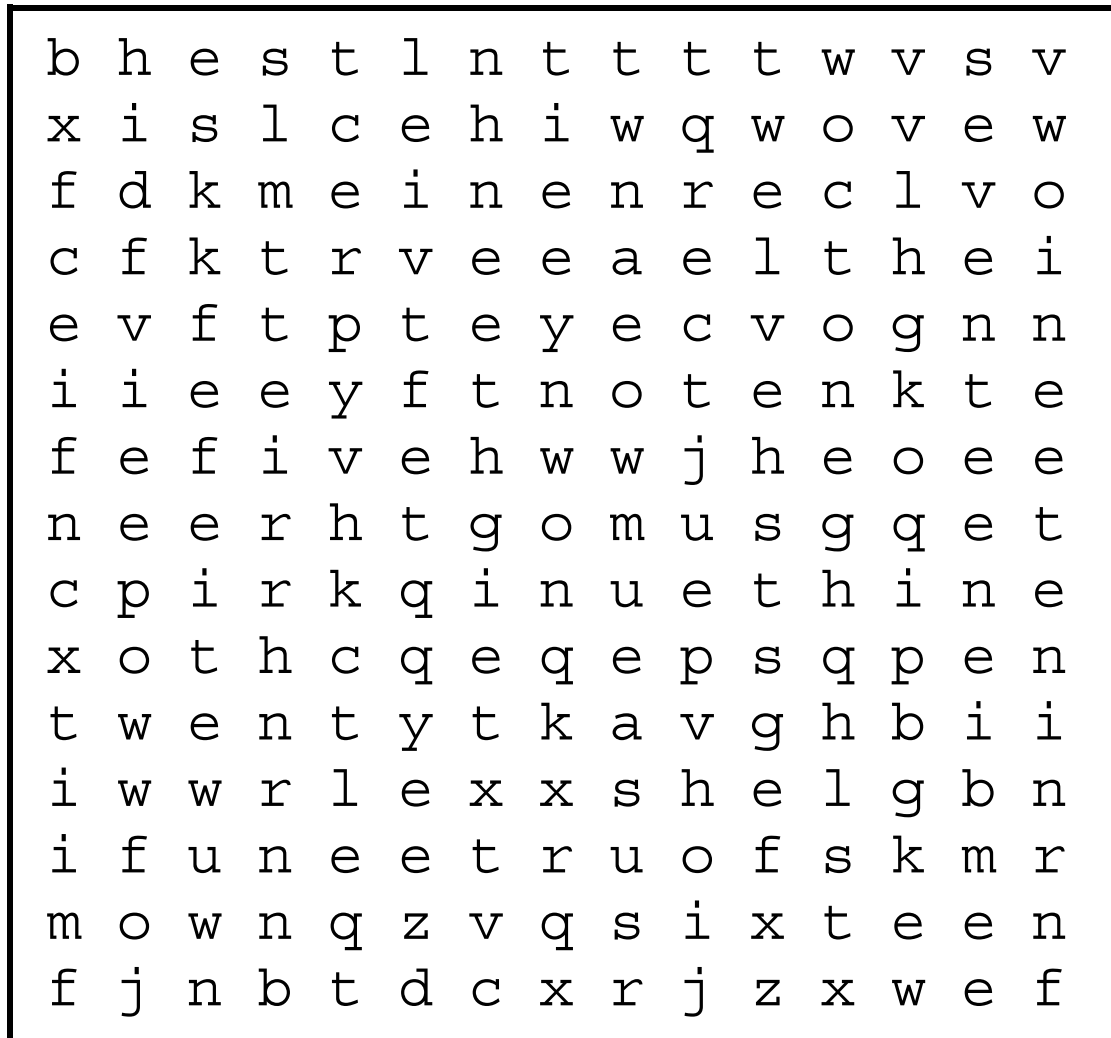 b h e s t l n t t t t w v s v
x i s l c e h i w q w o v e w
f d k m e i n e n r e c l v o
c f k t r v e e a e l t h e i
e v f t p t e y e c v o g n n
i i e e y f t n o t e n k t e
f e f i v e h w w j h e o e e
n e e r h t g o m u s g q e t
c p i r k q i n u e t h i n e
x o t h c q e q e p s q p e n
t w e n t y t k a v g h b i i
i w w r l e x x s h e l g b n
i f u n e e t r u o f s k m r
m o w n q z v q s i x t e e n
f j n b t d c x r j z x w e f